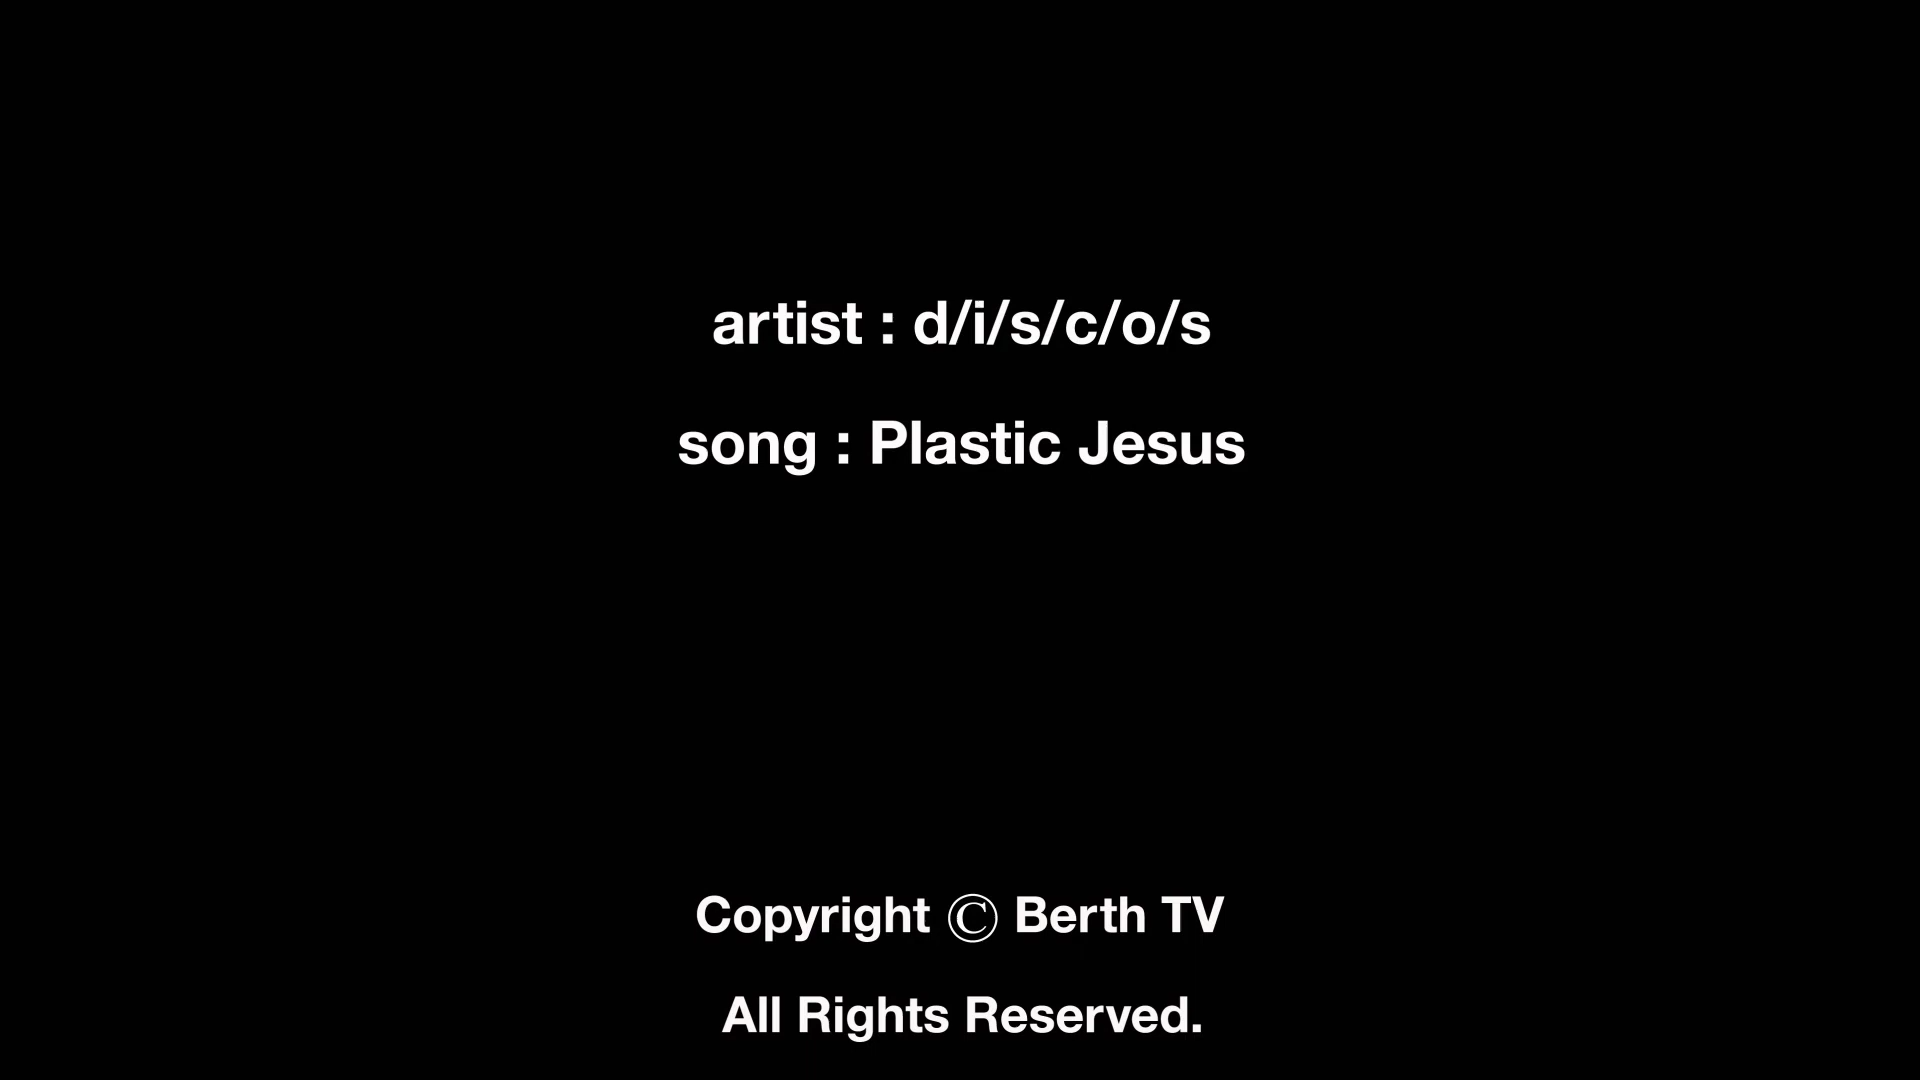 artist : d/i/s/c/o/s
song : Plastic Jesus
Copyright © Berth TV
All Rights Reserved.